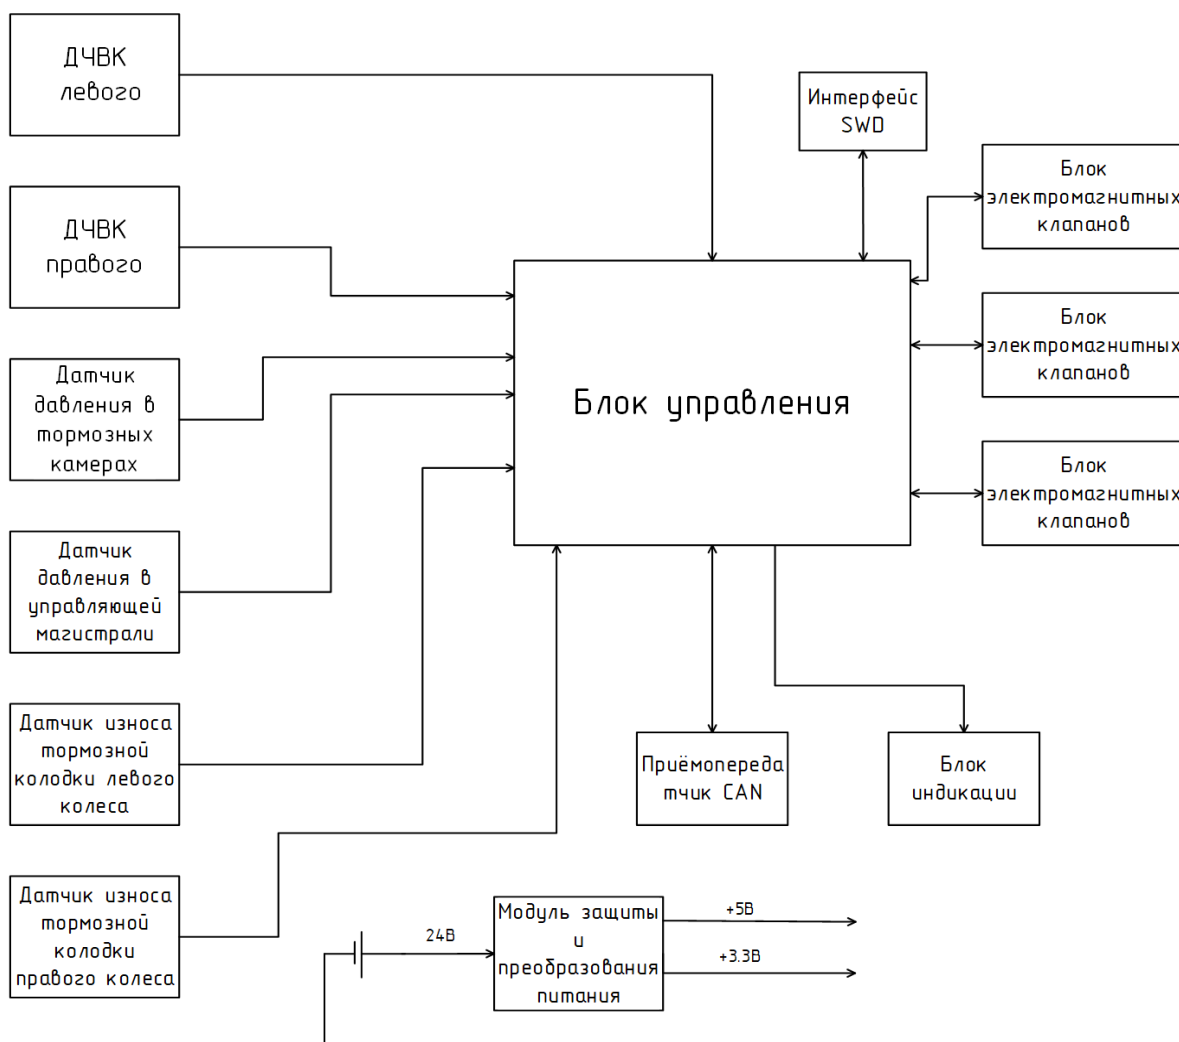 ДЧВК
левого
ДЧВК
правого
Датчик
давления в
тормозных
камерах
Датчик
давления в
управляющей
магистрали
Датчик износа
тормозной
колодки левого
колеса
Датчик износа
тормозной
колодки
правого колеса
Интерфейс
SWD
Блок управления
Блок
электромагнитных
клапанов
Блок
электромагнитных
клапанов
Блок
электромагнитных
клапанов
Приёмопереда
тчик CAN
Блок
индикации
24В
Модуль защиты
и
преобразования
питания
+5В
+3.3В